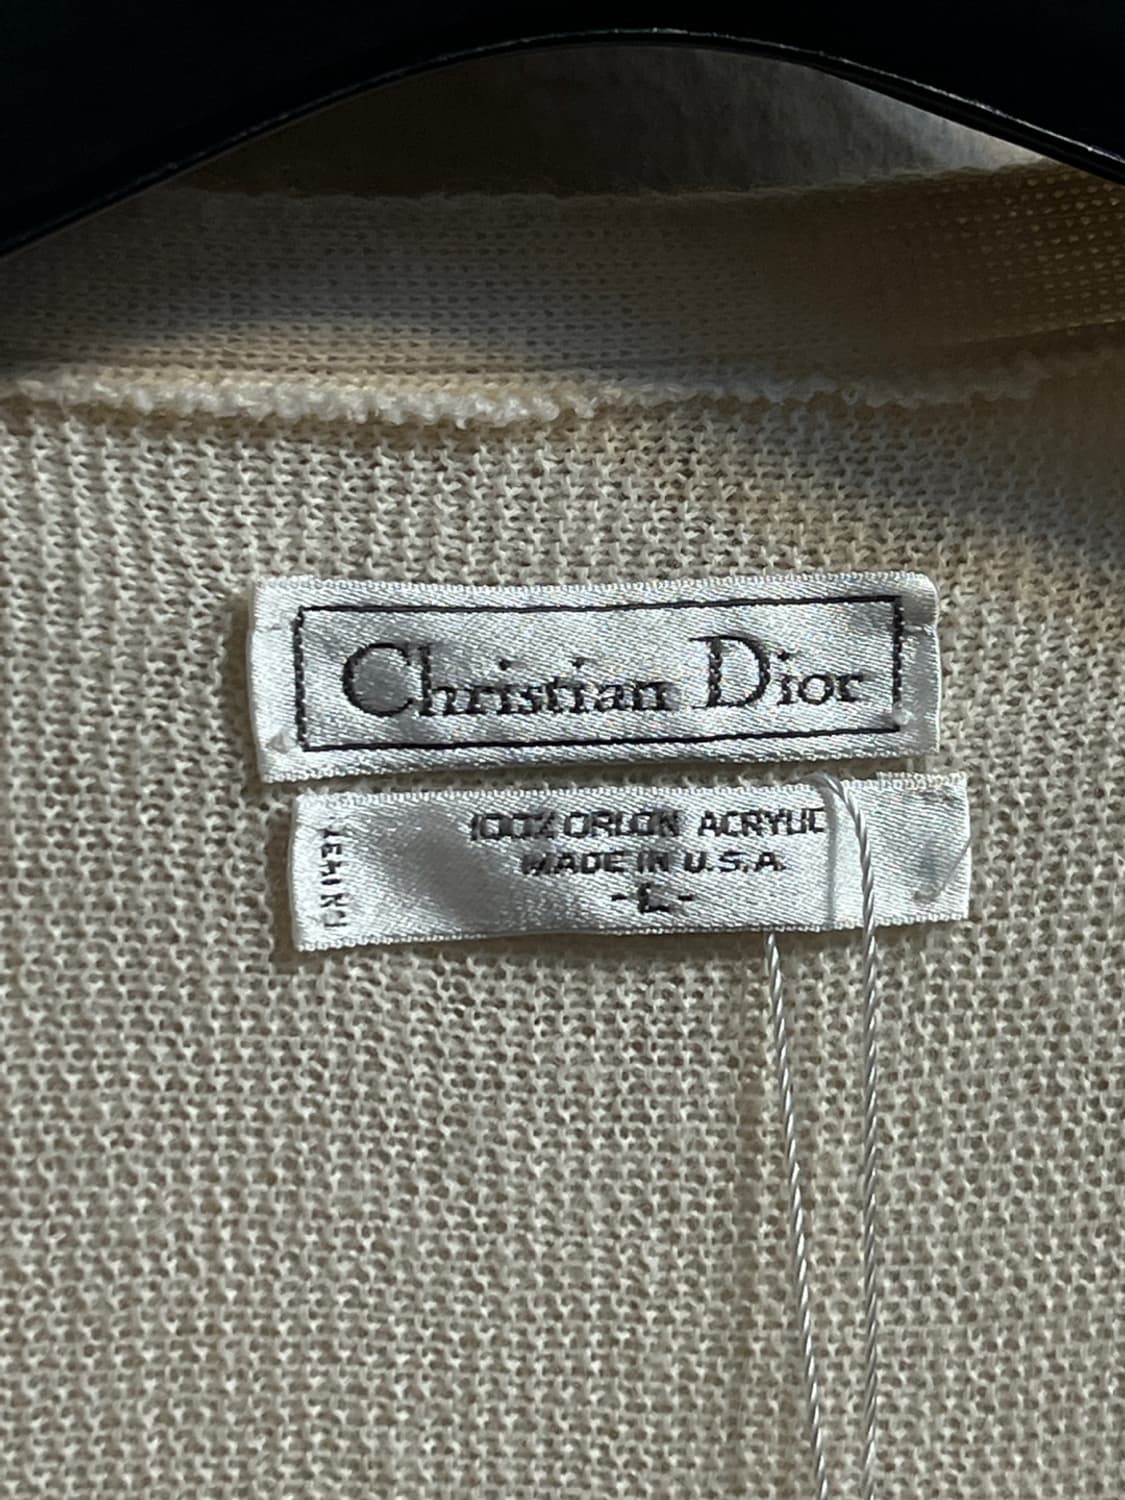 Christian Dior
100% ORLON ACRYLIC
MADE IN U.S.A.
-L-